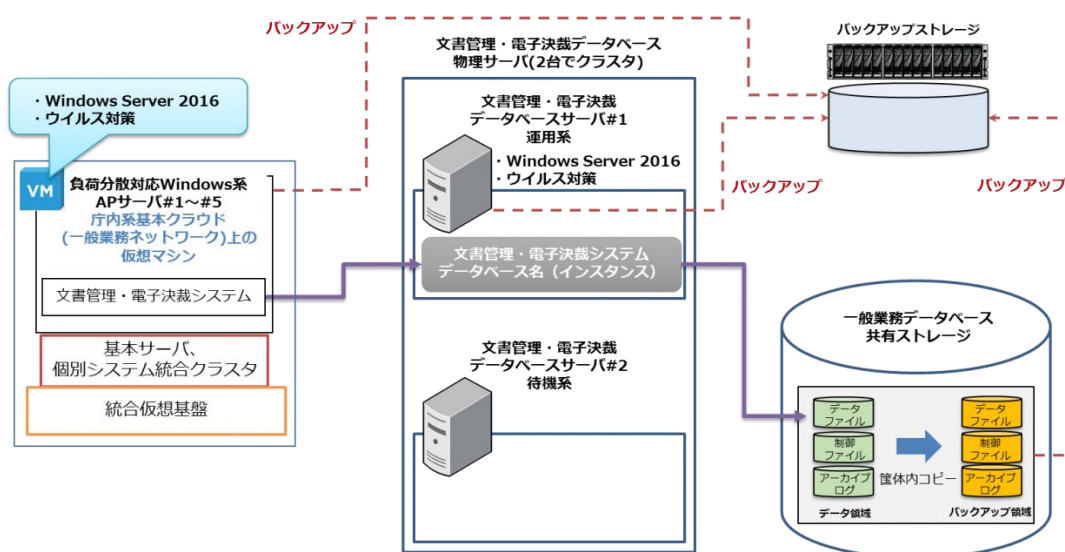 バックアップ
文書管理・電子決裁データベース
物理サーバ(2台でクラスタ)
バックアップストレージ
・Windows Server 2016
・ウイルス対策
文書管理・電子決裁
データベースサーバ#1
運用系
・Windows Server 2016
・ウイルス対策
VM
負荷分散対応Windows系
APサーバ#1～#5
庁内系基本クラウド
(一般業務ネットワーク)上の
仮想マシン
バックアップ
バックアップ
文書管理・電子決裁システム
データベース名（インスタンス）
文書管理・電子決裁システム
一般業務データベース
共有ストレージ
基本サーバ、
個別システム統合クラスタ
文書管理・電子決裁
データベースサーバ#2
待機系
統合仮想基盤
データ
ファイル
制御
ファイル
アーカイブ
ログ
データ領域
筐体内コピー
データ
ファイル
制御
ファイル
アーカイブ
ログ
バックアップ領域